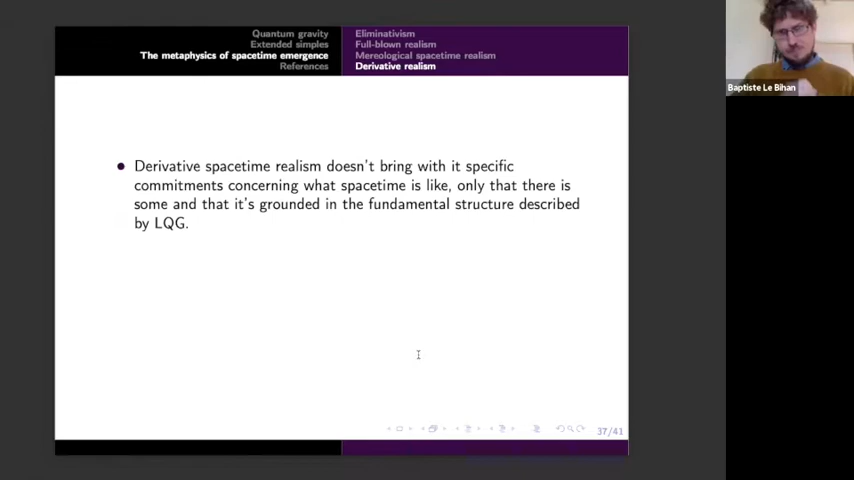 Quantum gravity
Extended simples
The metaphysics of spacetime emergence
References
Eliminativism
Full-blown realism
Mereological spacetime realism
Derivative realism
Derivative spacetime realism doesn't bring with it specific
commitments concerning what spacetime is like, only that there is
some and that it's grounded in the fundamental structure described
by LQG.
37/41
Baptiste Le Bihan